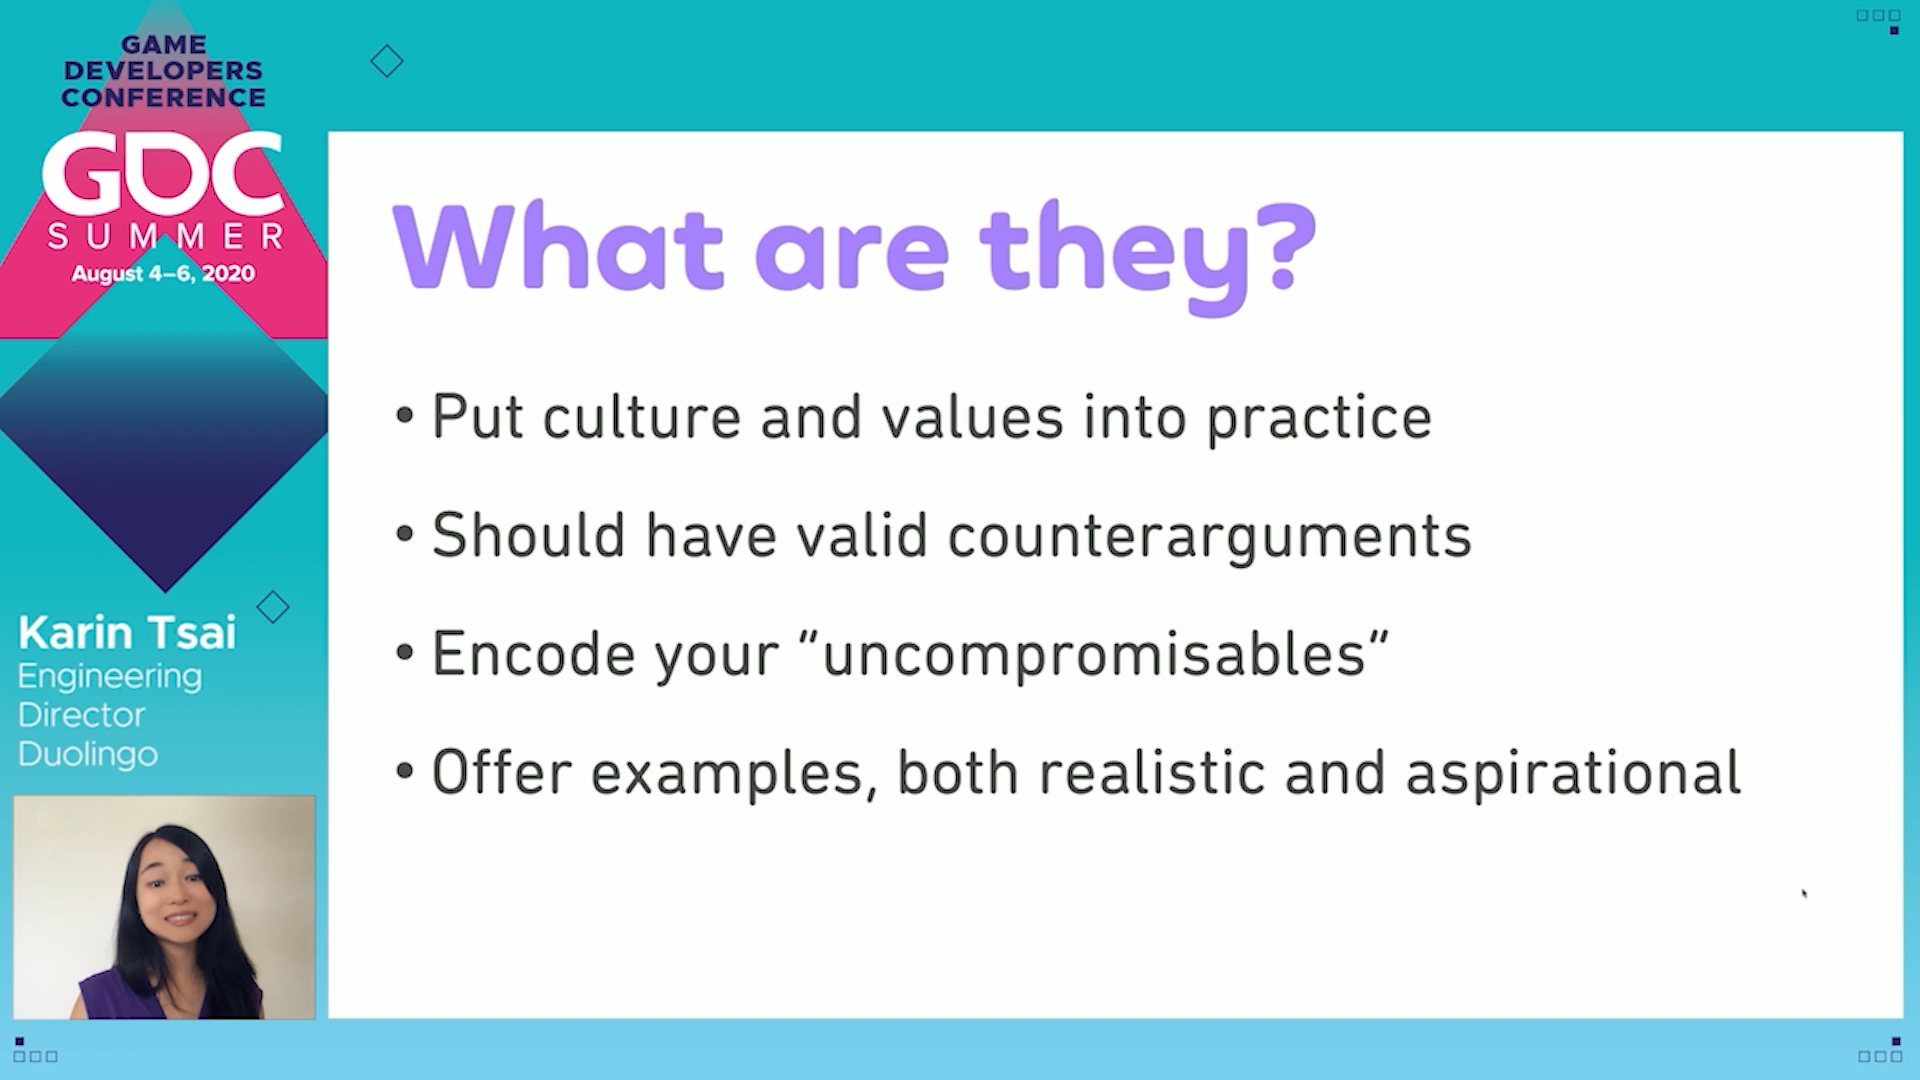 GAME
DEVELOPERS
CONFERENCE
GDC
SUMMER
August 4–6, 2020
Karin Tsai
Engineering
Director
Duolingo
What are they?
• Put culture and values into practice
• Should have valid counterarguments
• Encode your “uncompromisables”
• Offer examples, both realistic and aspirational